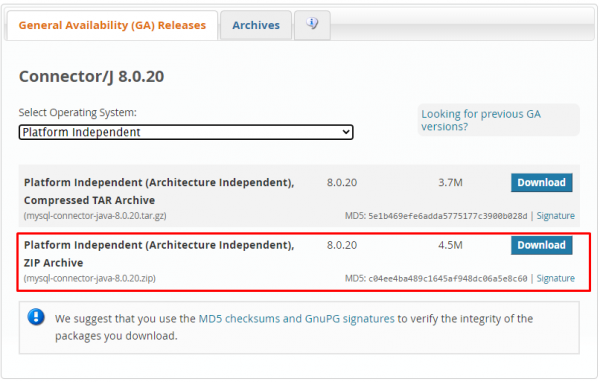 General Availability (GA) Releases
Archives
Connector/J 8.0.20
Select Operating System:
Looking for previous GA
versions?
Platform Independent
Platform Independent (Architecture Independent), 8.0.20 3.7M Download
Compressed TAR Archive
(mysql-connector-java-8.0.20.tar.gz) MD5: 5e1b469efe6adda5775177c3900b028d | Signature
Platform Independent (Architecture Independent), 8.0.20 4.5M Download
ZIP Archive
(mysql-connector-java-8.0.20.zip) MD5: c04ee4ba489c1645af948dc06a5e8c60 | Signature
We suggest that you use the MD5 checksums and GnuPG signatures to verify the integrity of the
packages you download.